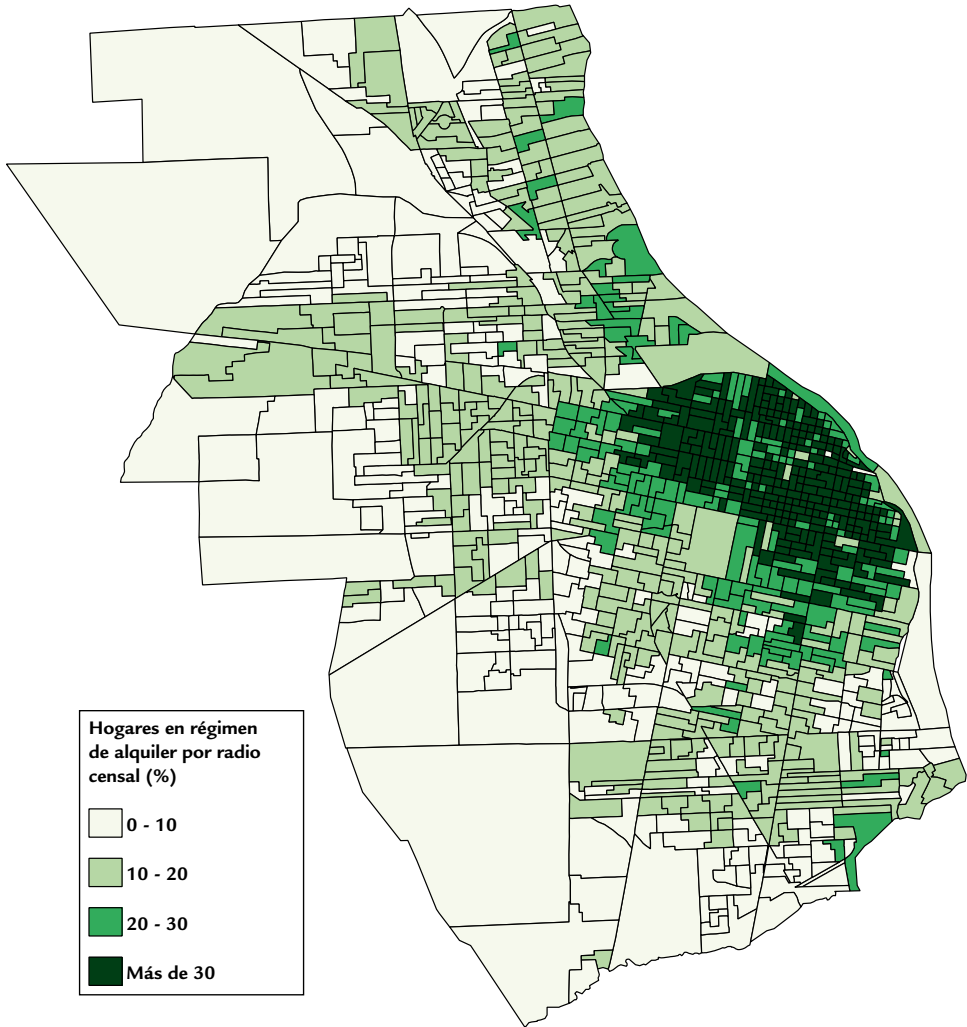 Hogares en régimen
de alquiler por radio
censal (%)
0 - 10
10 - 20
20 - 30
Más de 30